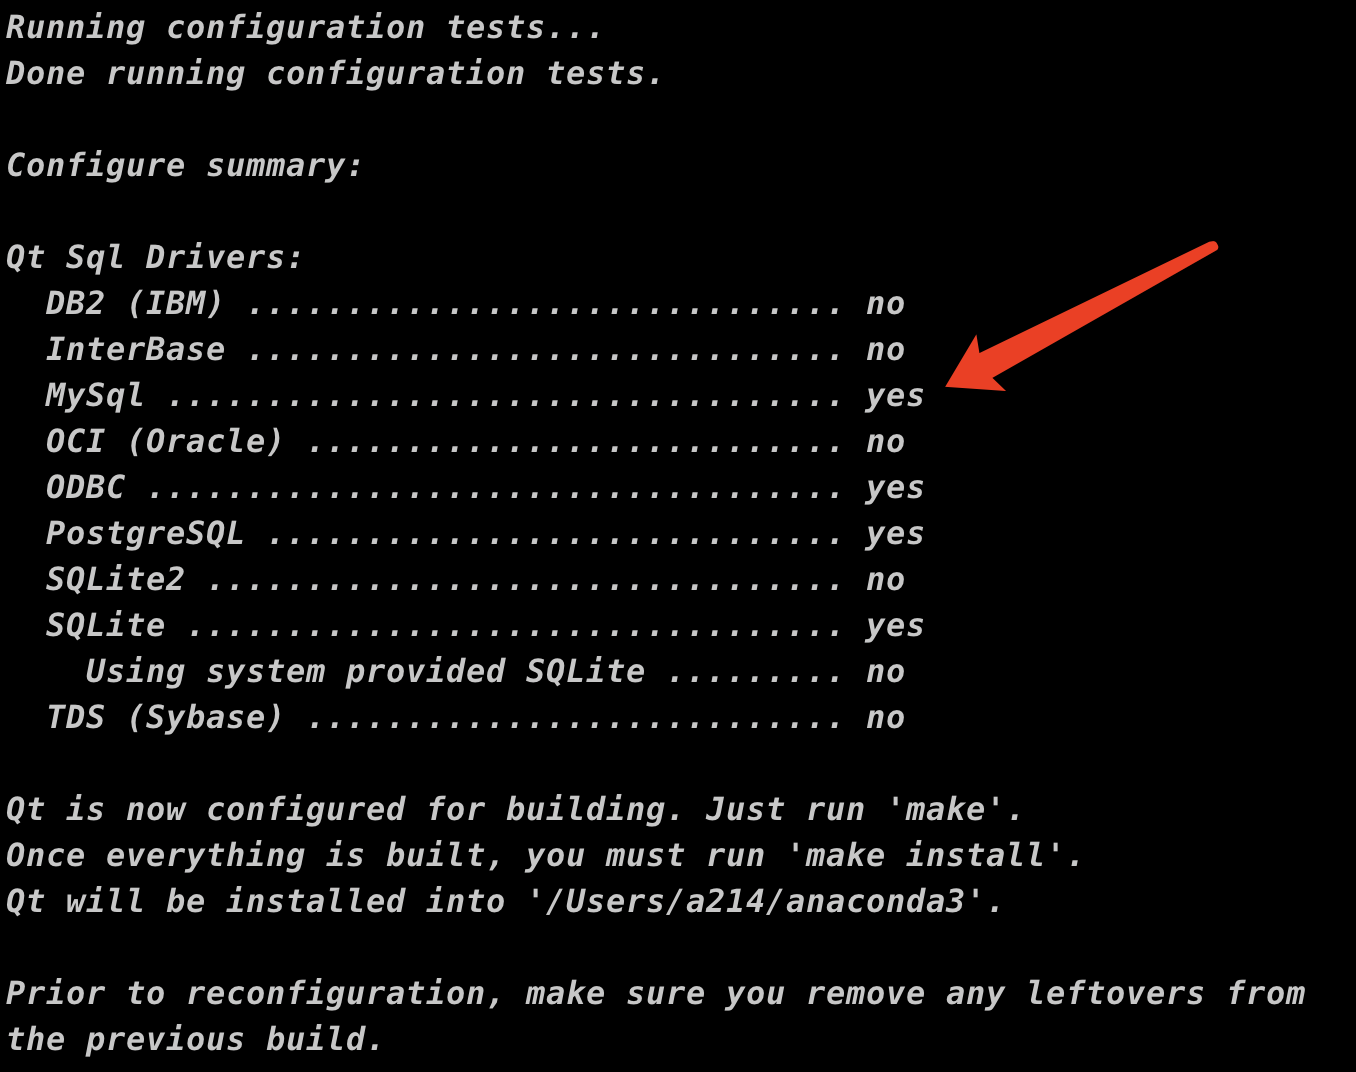 Running configuration tests...
Done running configuration tests.
Configure summary:
Qt Sql Drivers:
DB2 (IBM) .............................. no
InterBase .............................. no
MySql .................................. yes
OCI (Oracle) ........................... no
ODBC ................................... yes
PostgreSQL ............................. yes
SQLite2 ................................ no
SQLite ................................. yes
Using system provided SQLite ......... no
TDS (Sybase) ........................... no
Qt is now configured for building. Just run 'make'.
Once everything is built, you must run 'make install'.
Qt will be installed into '/Users/a214/anaconda3'.
Prior to reconfiguration, make sure you remove any leftovers from
the previous build.